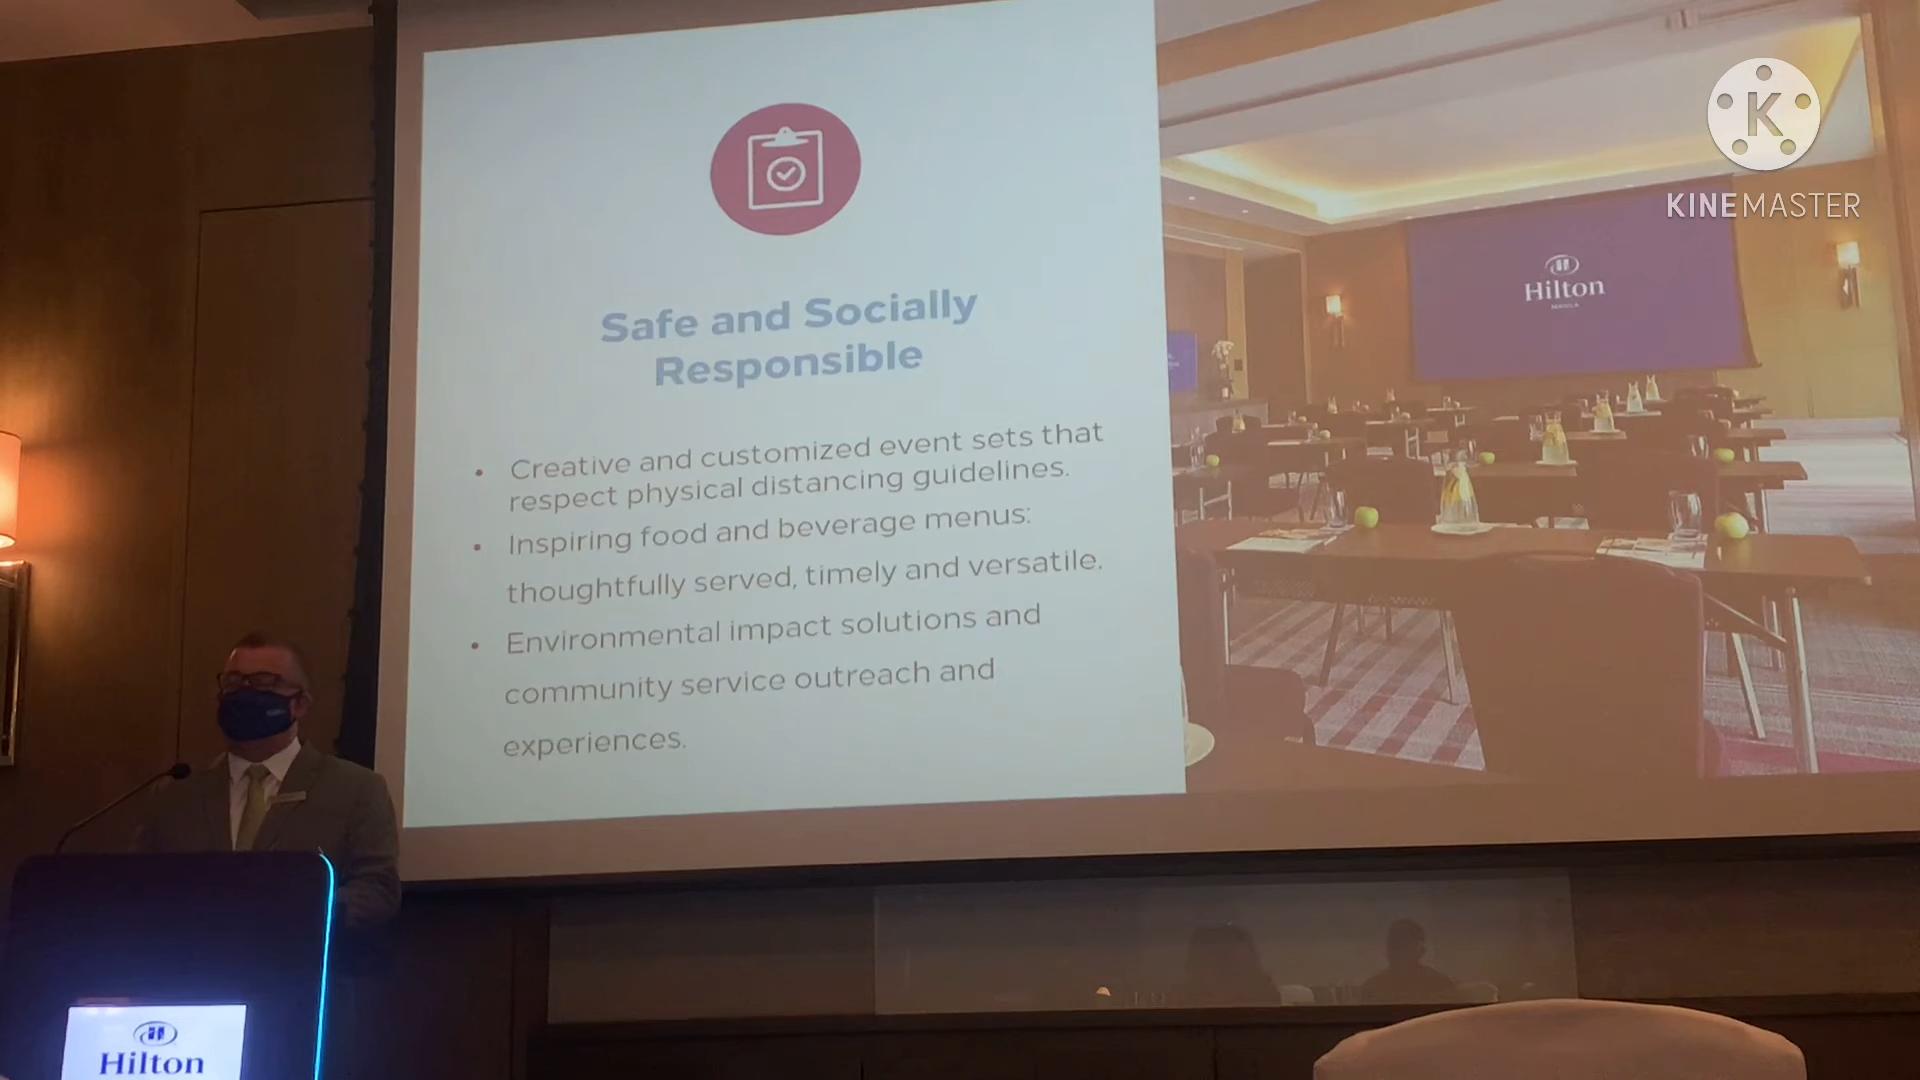 Safe and Socially
Responsible
• Creative and customized event sets that
respect physical distancing guidelines.
• Inspiring food and beverage menus:
thoughtfully served, timely and versatile.
• Environmental impact solutions and
community service outreach and
experiences.
Hilton
K
KINEMASTER
Hilton